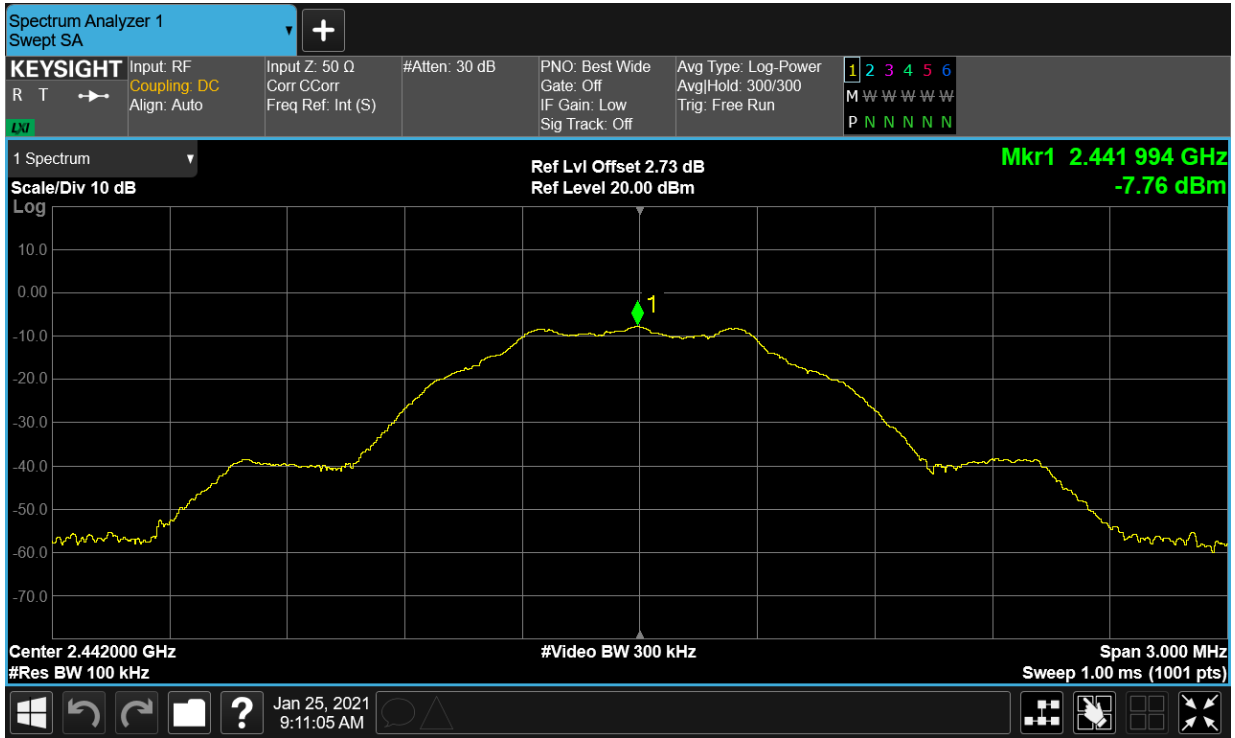 Spectrum Analyzer 1
Swept SA
+
KEYSIGHT
R T
LXI
Input: RF
Coupling: DC
Align: Auto
Input Z: 50 Ω
Corr CCorr
Freq Ref: Int (S)
#Atten: 30 dB
PNO: Best Wide
Gate: Off
IF Gain: Low
Sig Track: Off
Avg Type: Log-Power
Avg|Hold: 300/300
Trig: Free Run
1 2 3 4 5 6
M W W W W W
P N N N N N
1 Spectrum
Scale/Div 10 dB
Log
Ref Lvl Offset 2.73 dB
Ref Level 20.00 dBm
Mkr1 2.441 994 GHz
-7.76 dBm
10.0
0.00
1
-10.0
-20.0
-30.0
-40.0
-50.0
-60.0
-70.0
Center 2.442000 GHz
#Video BW 300 kHz
Span 3.000 MHz
#Res BW 100 kHz
Sweep 1.00 ms (1001 pts)
?
Jan 25, 2021
9:11:05 AM